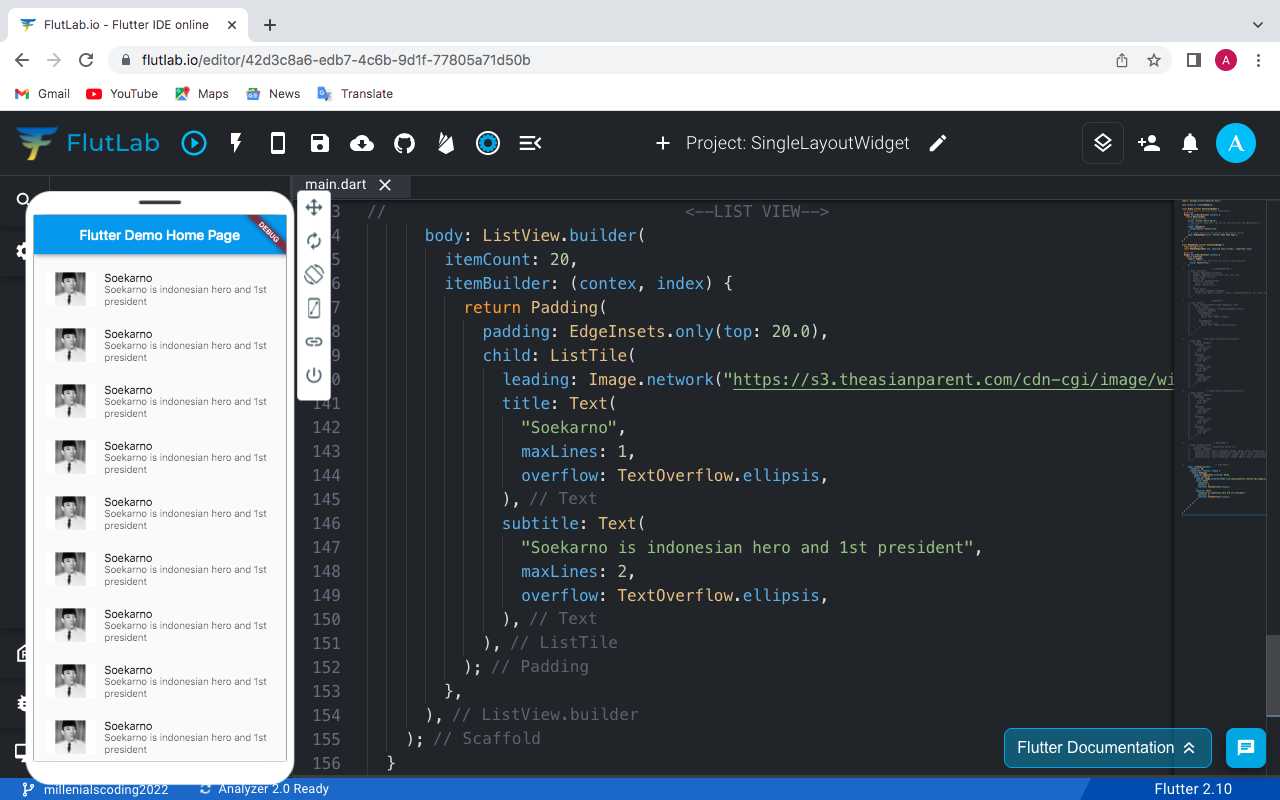 FlutLab.io - Flutter IDE online
flutlab.io/editor/42d3c8a6-edb7-4c6b-9d1f-77805a71d50b
A
Gmail
YouTube
Maps
News
Translate
FlutLab
Project: SingleLayoutWidget
A
main.dart
Flutter Demo Home Page
DEBUG
Soekarno
Soekarno is indonesian hero and 1st
president
Soekarno
Soekarno is indonesian hero and 1st
president
Soekarno
Soekarno is indonesian hero and 1st
president
Soekarno
Soekarno is indonesian hero and 1st
president
Soekarno
Soekarno is indonesian hero and 1st
president
Soekarno
Soekarno is indonesian hero and 1st
president
Soekarno
Soekarno is indonesian hero and 1st
president
Soekarno
Soekarno is indonesian hero and 1st
president
Soekarno
Soekarno is indonesian hero and 1st
president
3 // <--LIST VIEW-->
4 body: ListView.builder(
5 itemCount: 20,
6 itemBuilder: (contex, index) {
7 return Padding(
8 padding: EdgeInsets.only(top: 20.0),
9 child: ListTile(
0 leading: Image.network("https://s3.theasianparent.com/cdn-cgi/image/wi
141 title: Text(
142 "Soekarno",
143 maxLines: 1,
144 overflow: TextOverflow.ellipsis,
145 ), // Text
146 subtitle: Text(
147 "Soekarno is indonesian hero and 1st president",
148 maxLines: 2,
149 overflow: TextOverflow.ellipsis,
150 ), // Text
151 ), // ListTile
152 ); // Padding
153 },
154 ), // ListView.builder
155 ); // Scaffold
156 }
Flutter Documentation
millenialscoding2022
Analyzer 2.0 Ready
Flutter 2.10